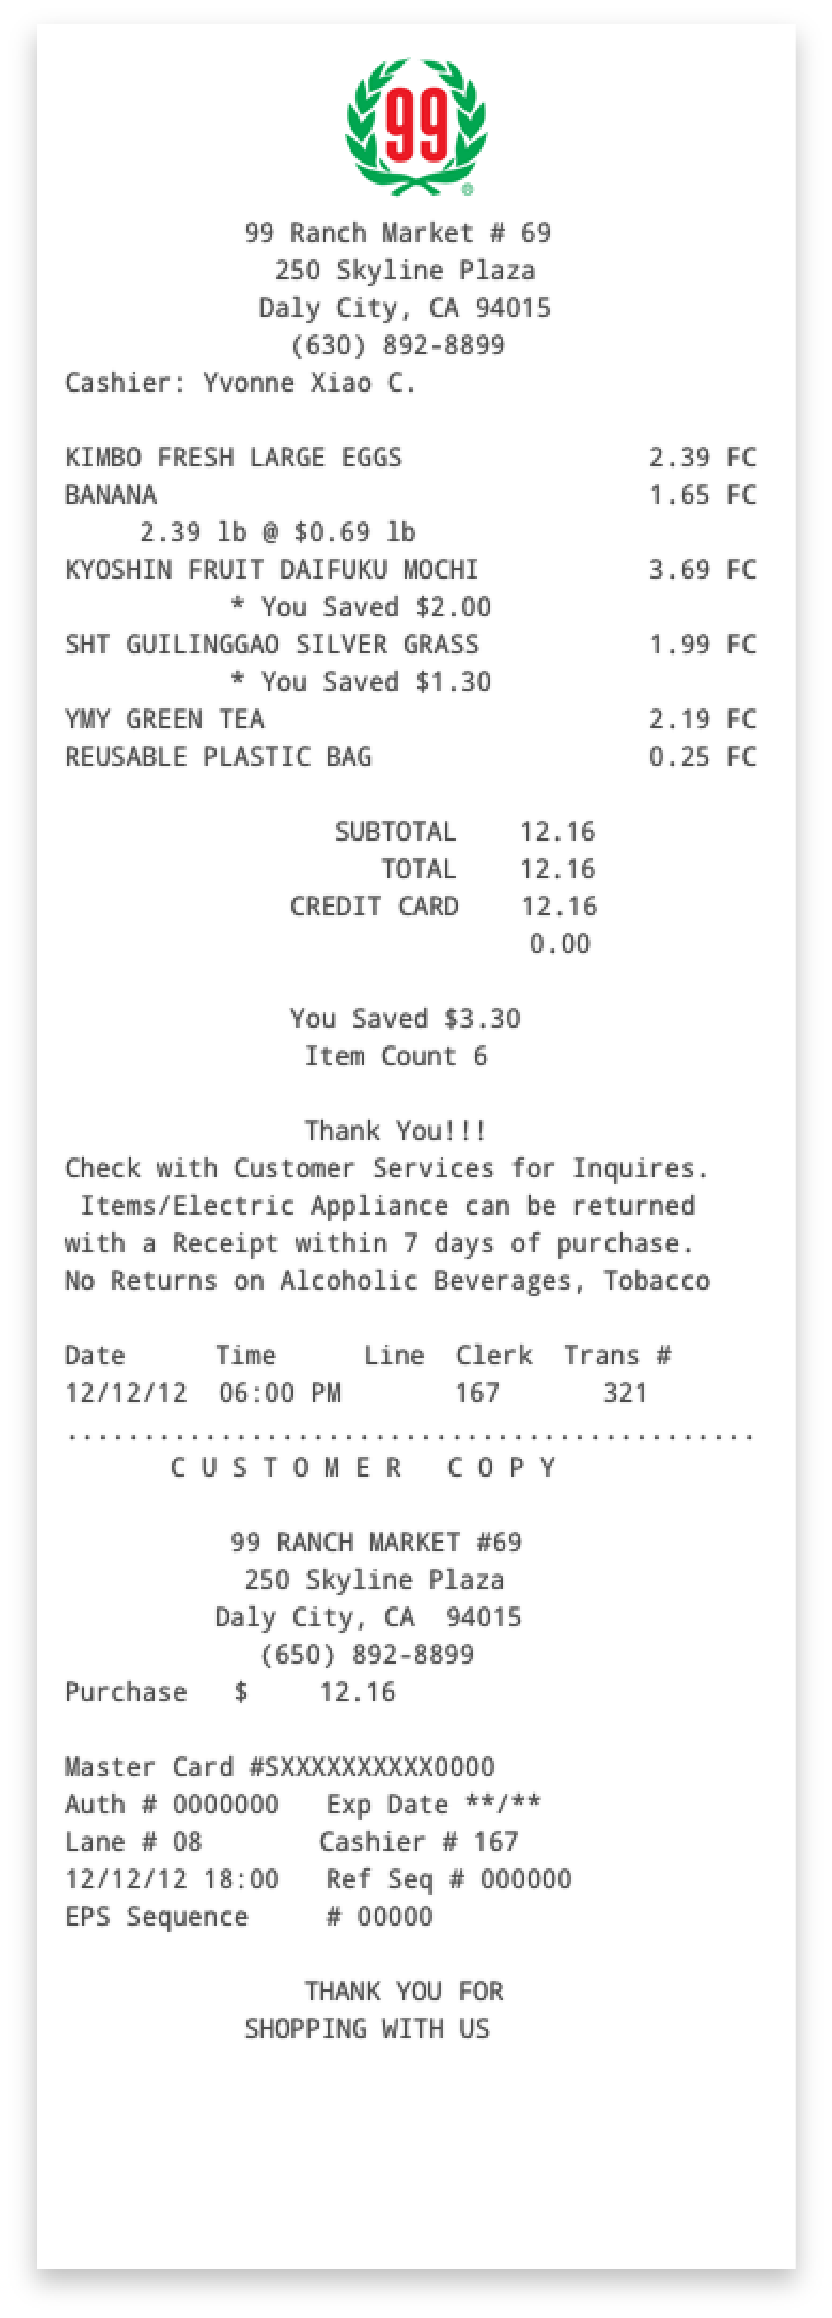 99
®
99 Ranch Market # 69
250 Skyline Plaza
Daly City, CA 94015
(630) 892-8899
Cashier: Yvonne Xiao C.
KIMBO FRESH LARGE EGGS 2.39 FC
BANANA 1.65 FC
2.39 lb @ $0.69 lb
KYOSHIN FRUIT DAIFUKU MOCHI 3.69 FC
* You Saved $2.00
SHT GUILINGGAO SILVER GRASS 1.99 FC
* You Saved $1.30
YMY GREEN TEA 2.19 FC
REUSABLE PLASTIC BAG 0.25 FC
SUBTOTAL 12.16
TOTAL 12.16
CREDIT CARD 12.16
0.00
You Saved $3.30
Item Count 6
Thank You!!!
Check with Customer Services for Inquires.
Items/Electric Appliance can be returned
with a Receipt within 7 days of purchase.
No Returns on Alcoholic Beverages, Tobacco
Date Time Line Clerk Trans #
12/12/12 06:00 PM 167 321
.............................................
C U S T O M E R C O P Y
99 RANCH MARKET #69
250 Skyline Plaza
Daly City, CA 94015
(650) 892-8899
Purchase $ 12.16
Master Card #SXXXXXXXXXX0000
Auth # 0000000 Exp Date **/**
Lane # 08 Cashier # 167
12/12/12 18:00 Ref Seq # 000000
EPS Sequence # 00000
THANK YOU FOR
SHOPPING WITH US